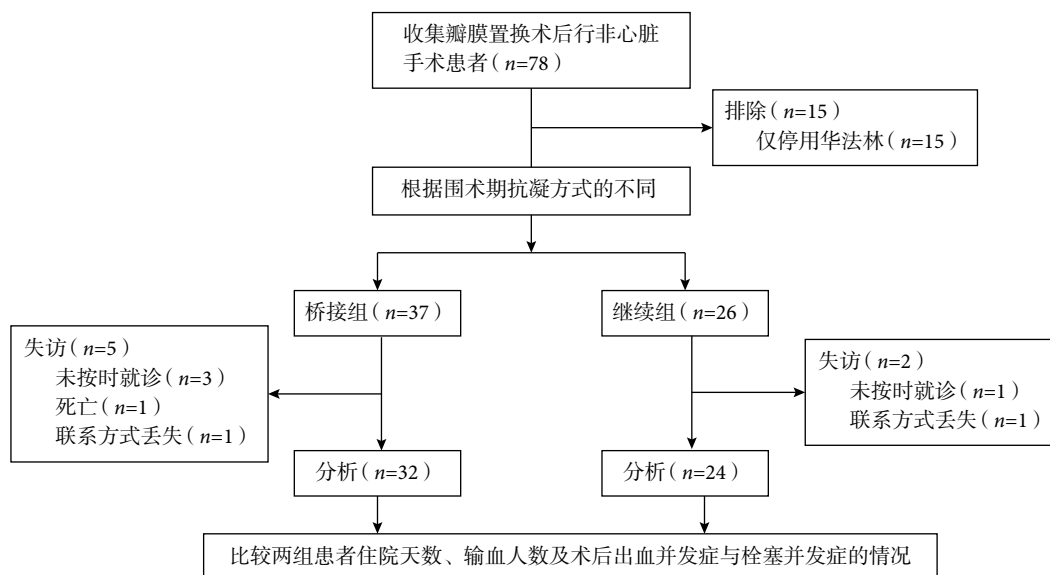 收集瓣膜置换术后行非心脏
手术患者（n=78）
排除（n=15）
仅停用华法林（n=15）
根据围术期抗凝方式的不同
桥接组（n=37）
继续组（n=26）
失访（n=5）
未按时就诊（n=3）
死亡（n=1）
联系方式丢失（n=1）
失访（n=2）
未按时就诊（n=1）
联系方式丢失（n=1）
分析（n=32）
分析（n=24）
比较两组患者住院天数、输血人数及术后出血并发症与栓塞并发症的情况